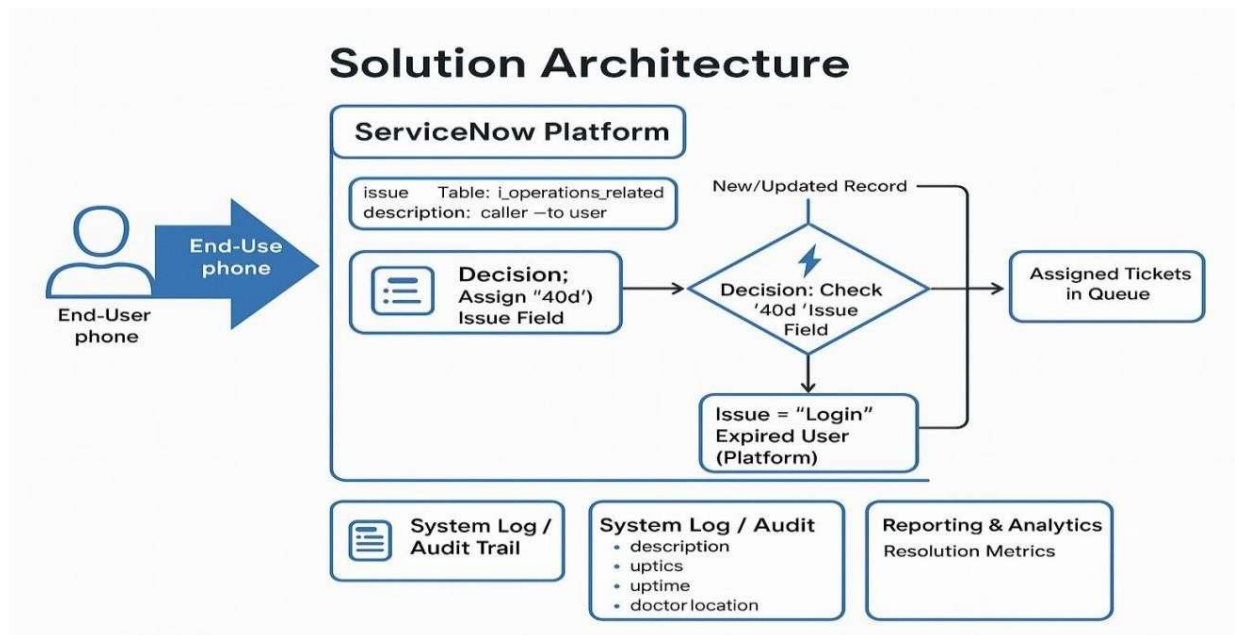 Solution Architecture
ServiceNow Platform
issue Table: i_operations_related
description: caller –to user
New/Updated Record
End-Use
phone
End-User
phone
Decision;
Assign “40d’)
Issue Field
Decision: Check
‘40d ‘Issue
Field
Assigned Tickets
in Queue
Issue = “Login”
Expired User
(Platform)
System Log /
Audit Trail
System Log / Audit
• description
• uptics
• uptime
• doctor location
Reporting & Analytics
Resolution Metrics